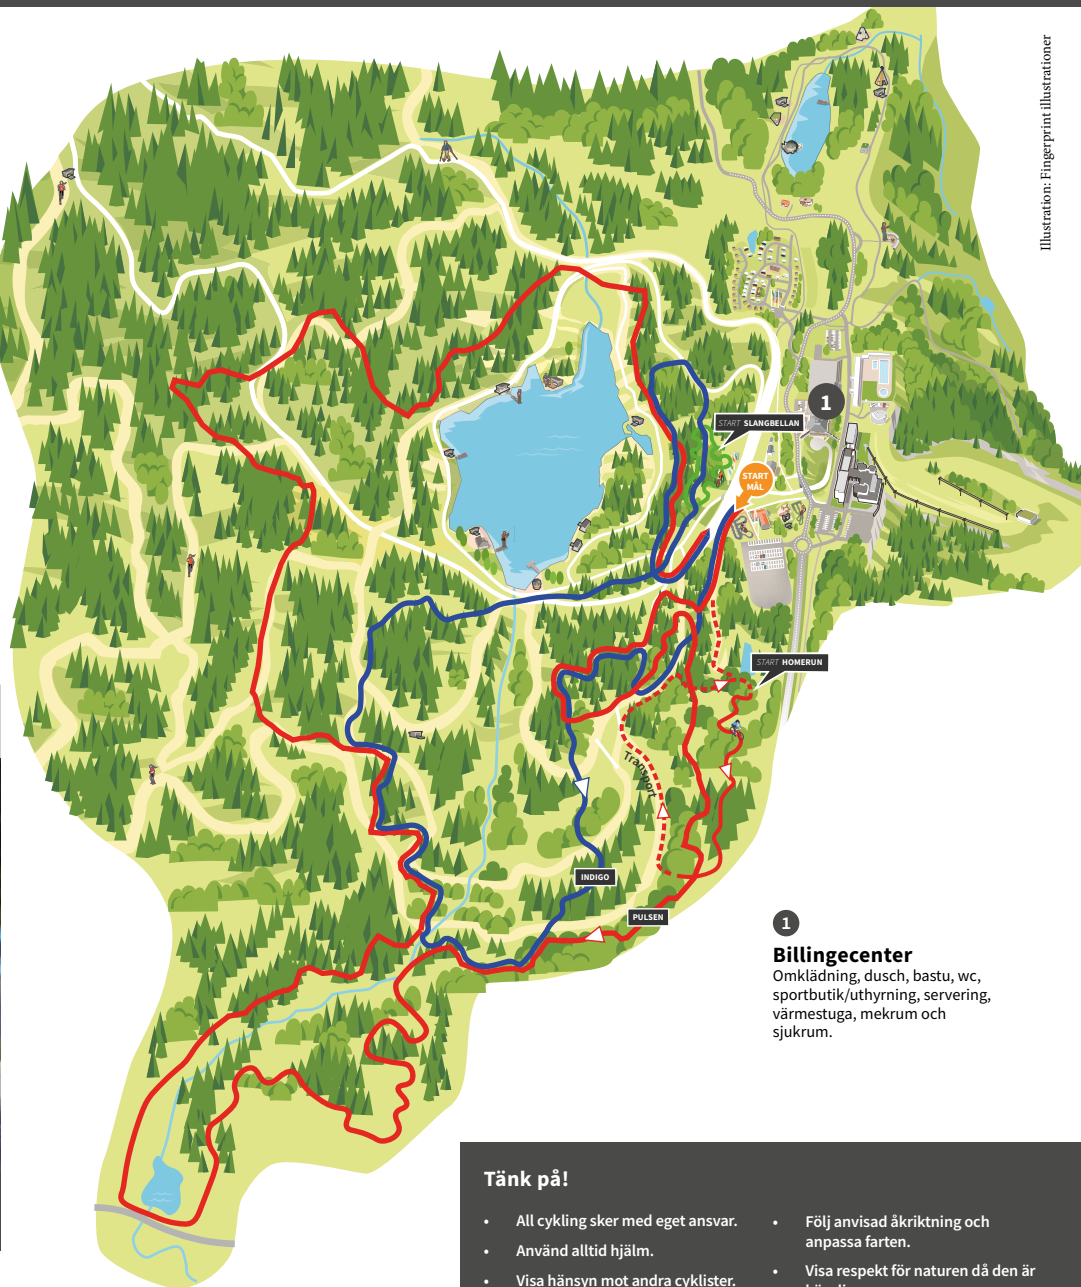 Illustration: Fingerprint illustrationer
1
START SLANGBELLAN
START
MÅL
START HOMERUN
Transport
INDIGO
PULSEN
1
Billingecenter
Omklädning, dusch, bastu, wc,
sportbutik/uthyrning, servering,
värmestuga, mekrum och
sjukrum.
Tänk på!
• All cykling sker med eget ansvar.
• Använd alltid hjälm.
• Visa hänsyn mot andra cyklister.
• Följ anvisad åkriktning och
anpassa farten.
• Visa respekt för naturen då den är